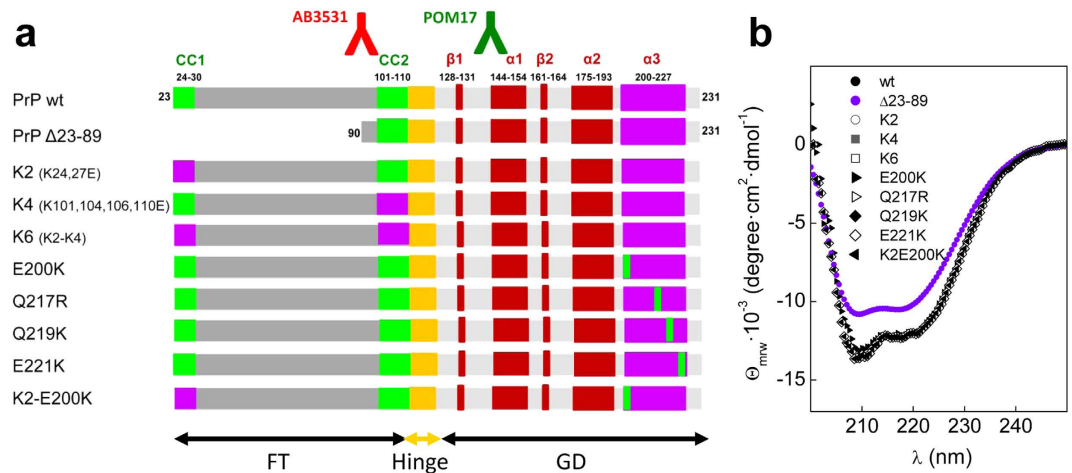 a
AB3531
POM17
CC1
CC2
β1
α1
β2
α2
α3
24-30
101-110
128-131
144-154
161-164
175-193
200-227
PrP wt
23
231
PrP Δ23-89
90
231
K2 (K24,27E)
K4 (K101,104,106,110E)
K6 (K2-K4)
E200K
Q217R
Q219K
E221K
K2-E200K
FT
Hinge
GD
b
wt
Δ23-89
K2
K4
K6
E200K
Q217R
Q219K
E221K
K2E200K
0
-5
-10
-15
Θmrw · 10⁻³ (degree·cm²·dmol⁻¹)
210
220
230
240
λ (nm)